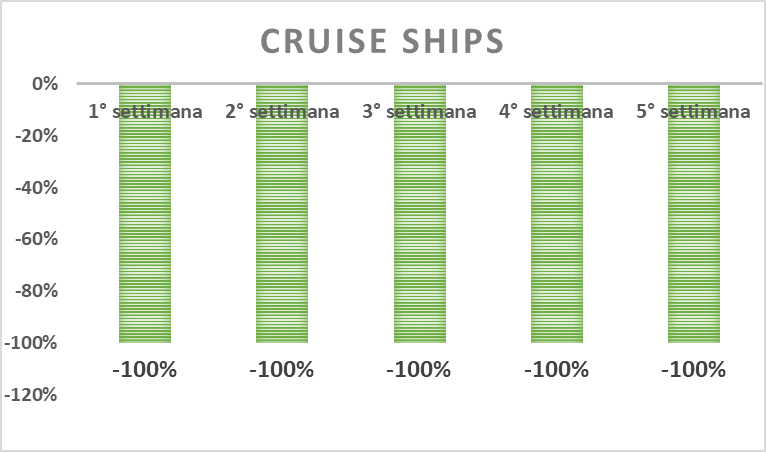 CRUISE SHIPS
0%
1° settimana 2° settimana 3° settimana 4° settimana 5° settimana
-20%
-40%
-60%
-80%
-100%
-100% -100% -100% -100% -100%
-120%